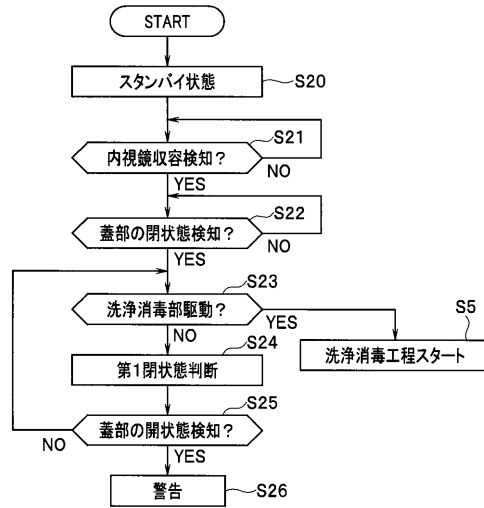 START
スタンバイ状態
S20
S21
内視鏡収容検知?
NO
YES
S22
蓋部の閉状態検知?
NO
YES
S23
洗浄消毒部駆動?
YES
NO
S5
洗浄消毒工程スタート
S24
第1閉状態判断
S25
蓋部の開状態検知?
NO
YES
警告
S26